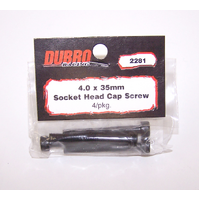 DUBRO
2281
4.0 x 35mm
Socket Head Cap Screw
4/pkg.